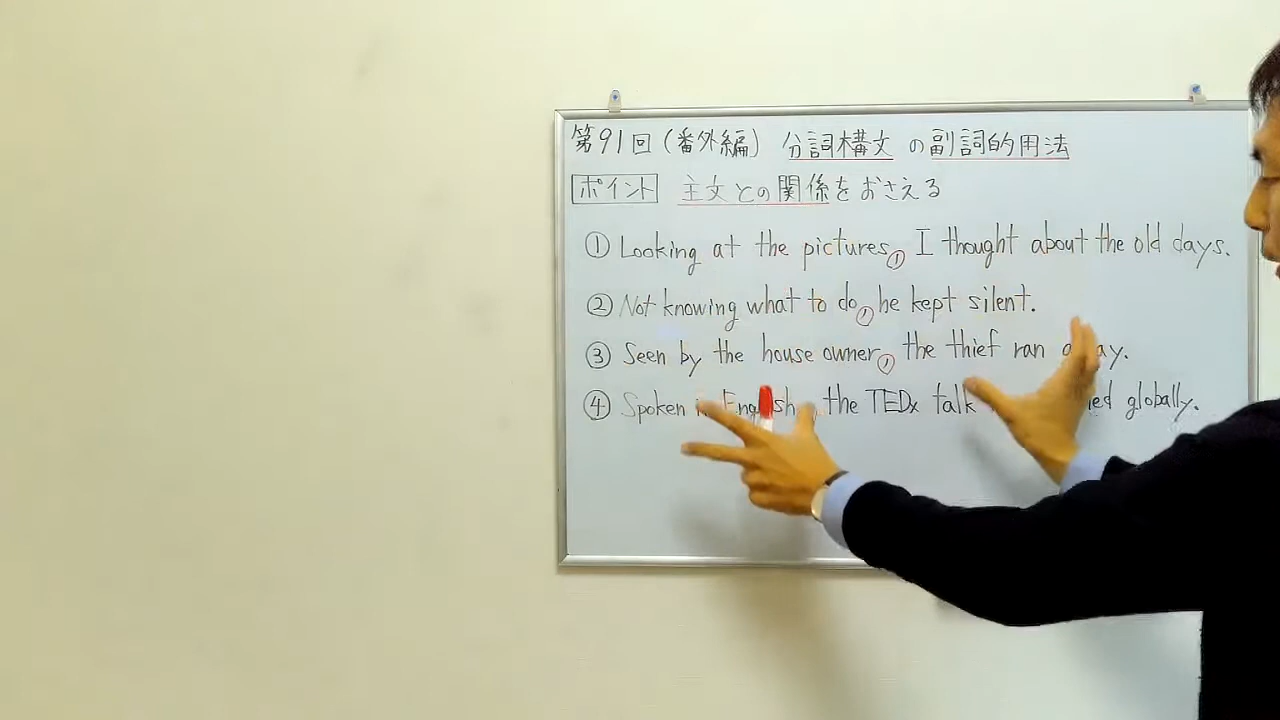 第91回(番外編) 分詞構文の副詞的用法
ポイント 主文との関係をおさえる
① Looking at the pictures, I thought about the old days.
② Not knowing what to do, he kept silent.
③ Seen by the house owner, the thief ran away.
④ Spoken in English, the TEDx talk globally.